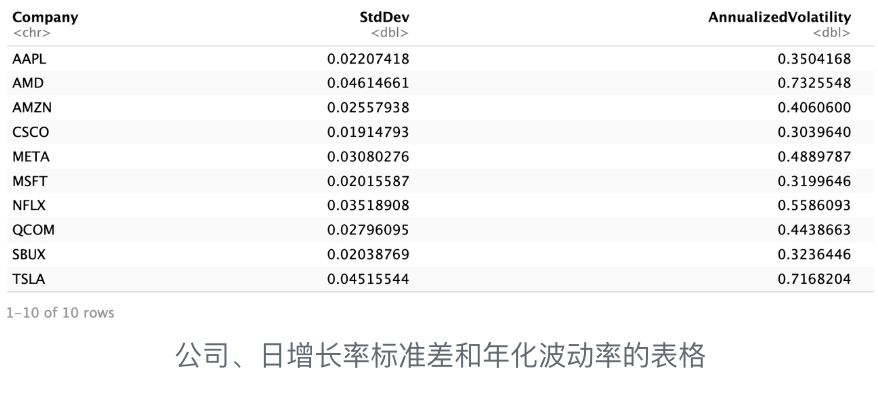 Company StdDev AnnualizedVolatility
<chr> <dbl> <dbl>
AAPL 0.02207418 0.3504168
AMD 0.04614661 0.7325548
AMZN 0.02557938 0.4060600
CSCO 0.01914793 0.3039640
META 0.03080276 0.4889787
MSFT 0.02015587 0.3199646
NFLX 0.03518908 0.5586093
QCOM 0.02796095 0.4438663
SBUX 0.02038769 0.3236446
TSLA 0.04515544 0.7168204
1-10 of 10 rows
公司、日增长率标准差和年化波动率的表格